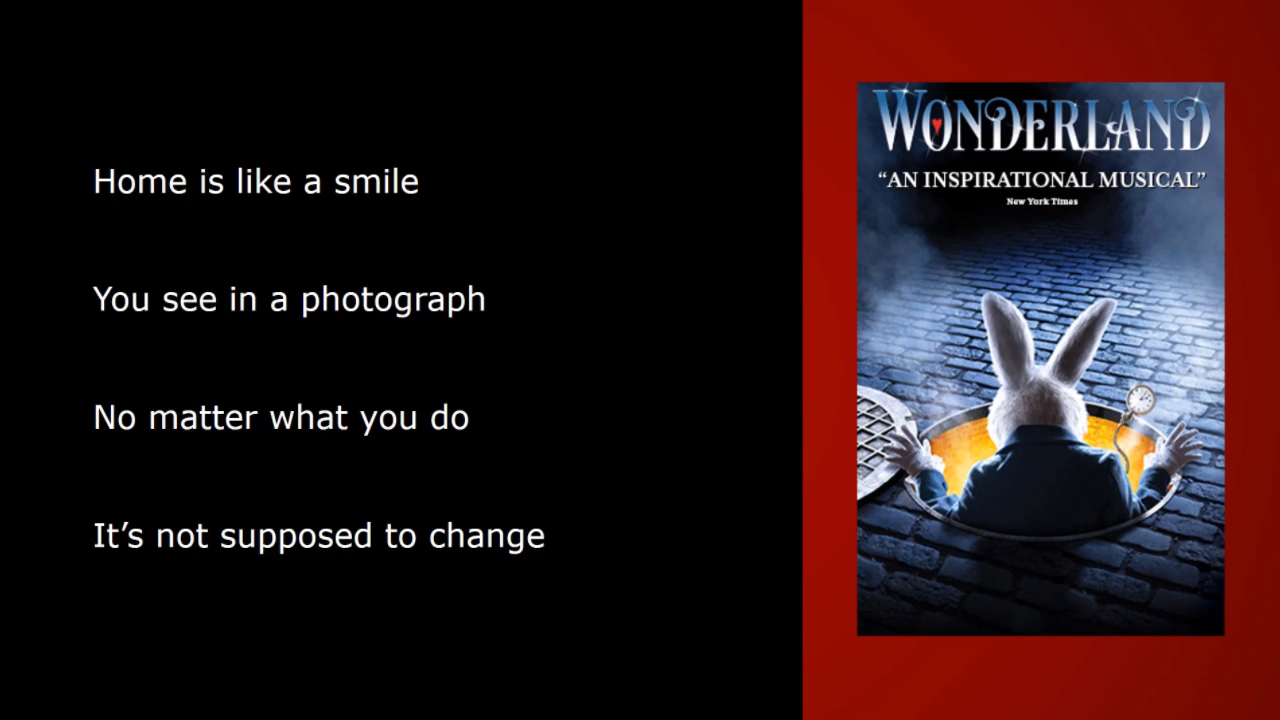 Home is like a smile
You see in a photograph
No matter what you do
It’s not supposed to change
WONDERLAND
“AN INSPIRATIONAL MUSICAL”
New York Times